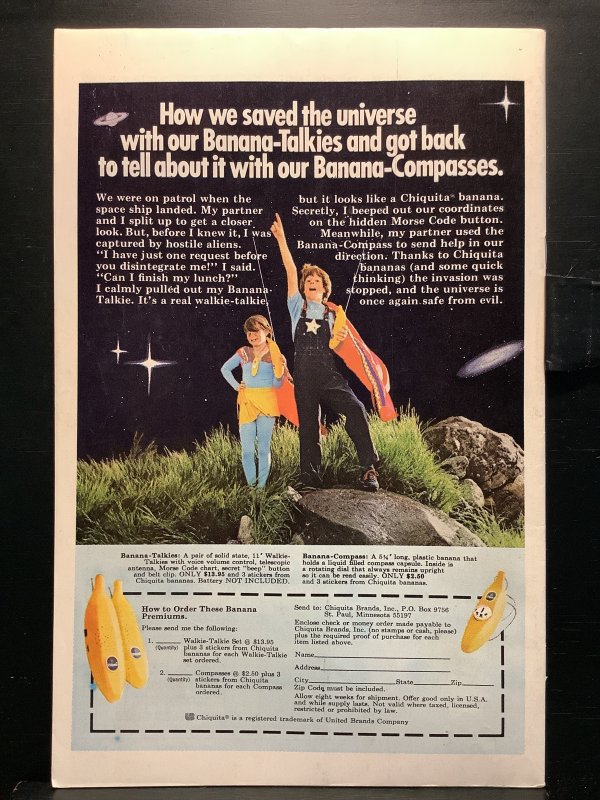 How we saved the universe
with our Banana-Talkies and got back
to tell about it with our Banana-Compasses.
We were on patrol when the
space ship landed. My partner
and I split up to get a closer
look. But, before I knew it, I was
captured by hostile aliens.
"I have just one request before
you disintegrate me!" I said.
"Can I finish my lunch?"
I calmly pulled out my Banana-
Talkie. It's a real walkie-talkie,
but it looks like a Chiquita® banana.
Secretly, I beeped out our coordinates
on the hidden Morse Code button.
Meanwhile, my partner used the
Banana-Compass to send help in our
direction. Thanks to Chiquita
bananas (and some quick
thinking) the invasion was
stopped, and the universe is
once again safe from evil.
Banana-Talkies: A pair of solid state, 11" Walkie-
Talkies with voice volume control, telescopic
antenna, Morse Code chart, secret "beep" button
and belt clip. ONLY $13.95 and 3 stickers from
Chiquita bananas. Battery NOT INCLUDED.
Banana-Compass: A 5¾" long, plastic banana that
holds a liquid filled compass capsule. Inside is
a rotating dial that always remains upright
so it can be read easily. ONLY $2.50
and 3 stickers from Chiquita bananas.
How to Order These Banana
Premiums.
Please send me the following:
1. ____ Walkie-Talkie Set @ $13.95
(Quantity) plus 3 stickers from Chiquita
bananas for each Walkie-Talkie
set ordered.
2. ____ Compasses @ $2.50 plus 3
(Quantity) stickers from Chiquita
bananas for each Compass
ordered.
Send to: Chiquita Brands, Inc., P.O. Box 9756
St. Paul, Minnesota 55197
Enclose check or money order made payable to
Chiquita Brands, Inc. (no stamps or cash, please)
plus the required proof of purchase for each
item listed above.
Name
Address
City State Zip
Zip Code must be included.
Allow eight weeks for shipment. Offer good only in U.S.A.
and while supply lasts. Not valid where taxed, licensed,
restricted or prohibited by law.
Chiquita® is a registered trademark of United Brands Company